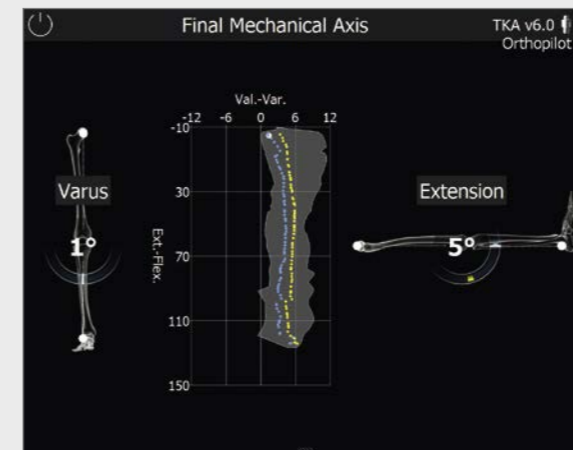 Final Mechanical Axis
TKA v6.0
Orthopilot
Val.-Var.
-12 -6 0 6 12
-10
30
70
110
150
Ext.-Flex.
Varus
1°
Extension
5°